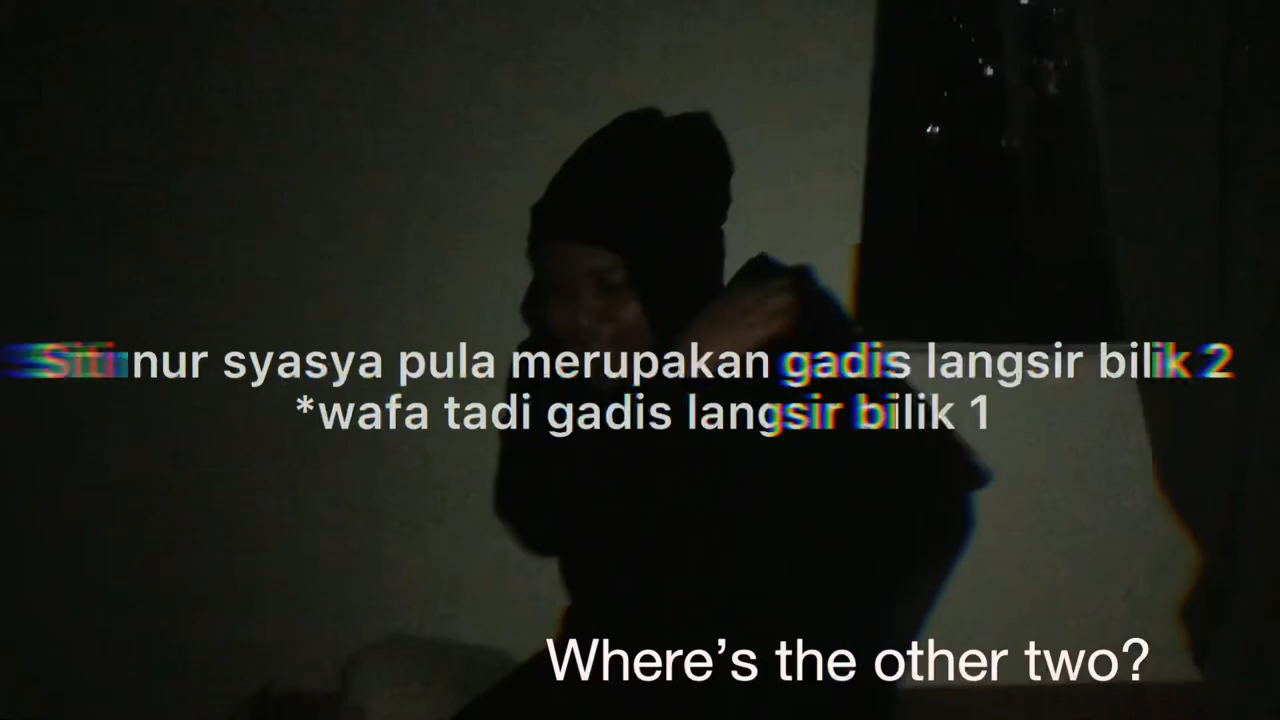 Siti nur syasya pula merupakan gadis langsir bilik 2
*wafa tadi gadis langsir bilik 1
Where's the other two?